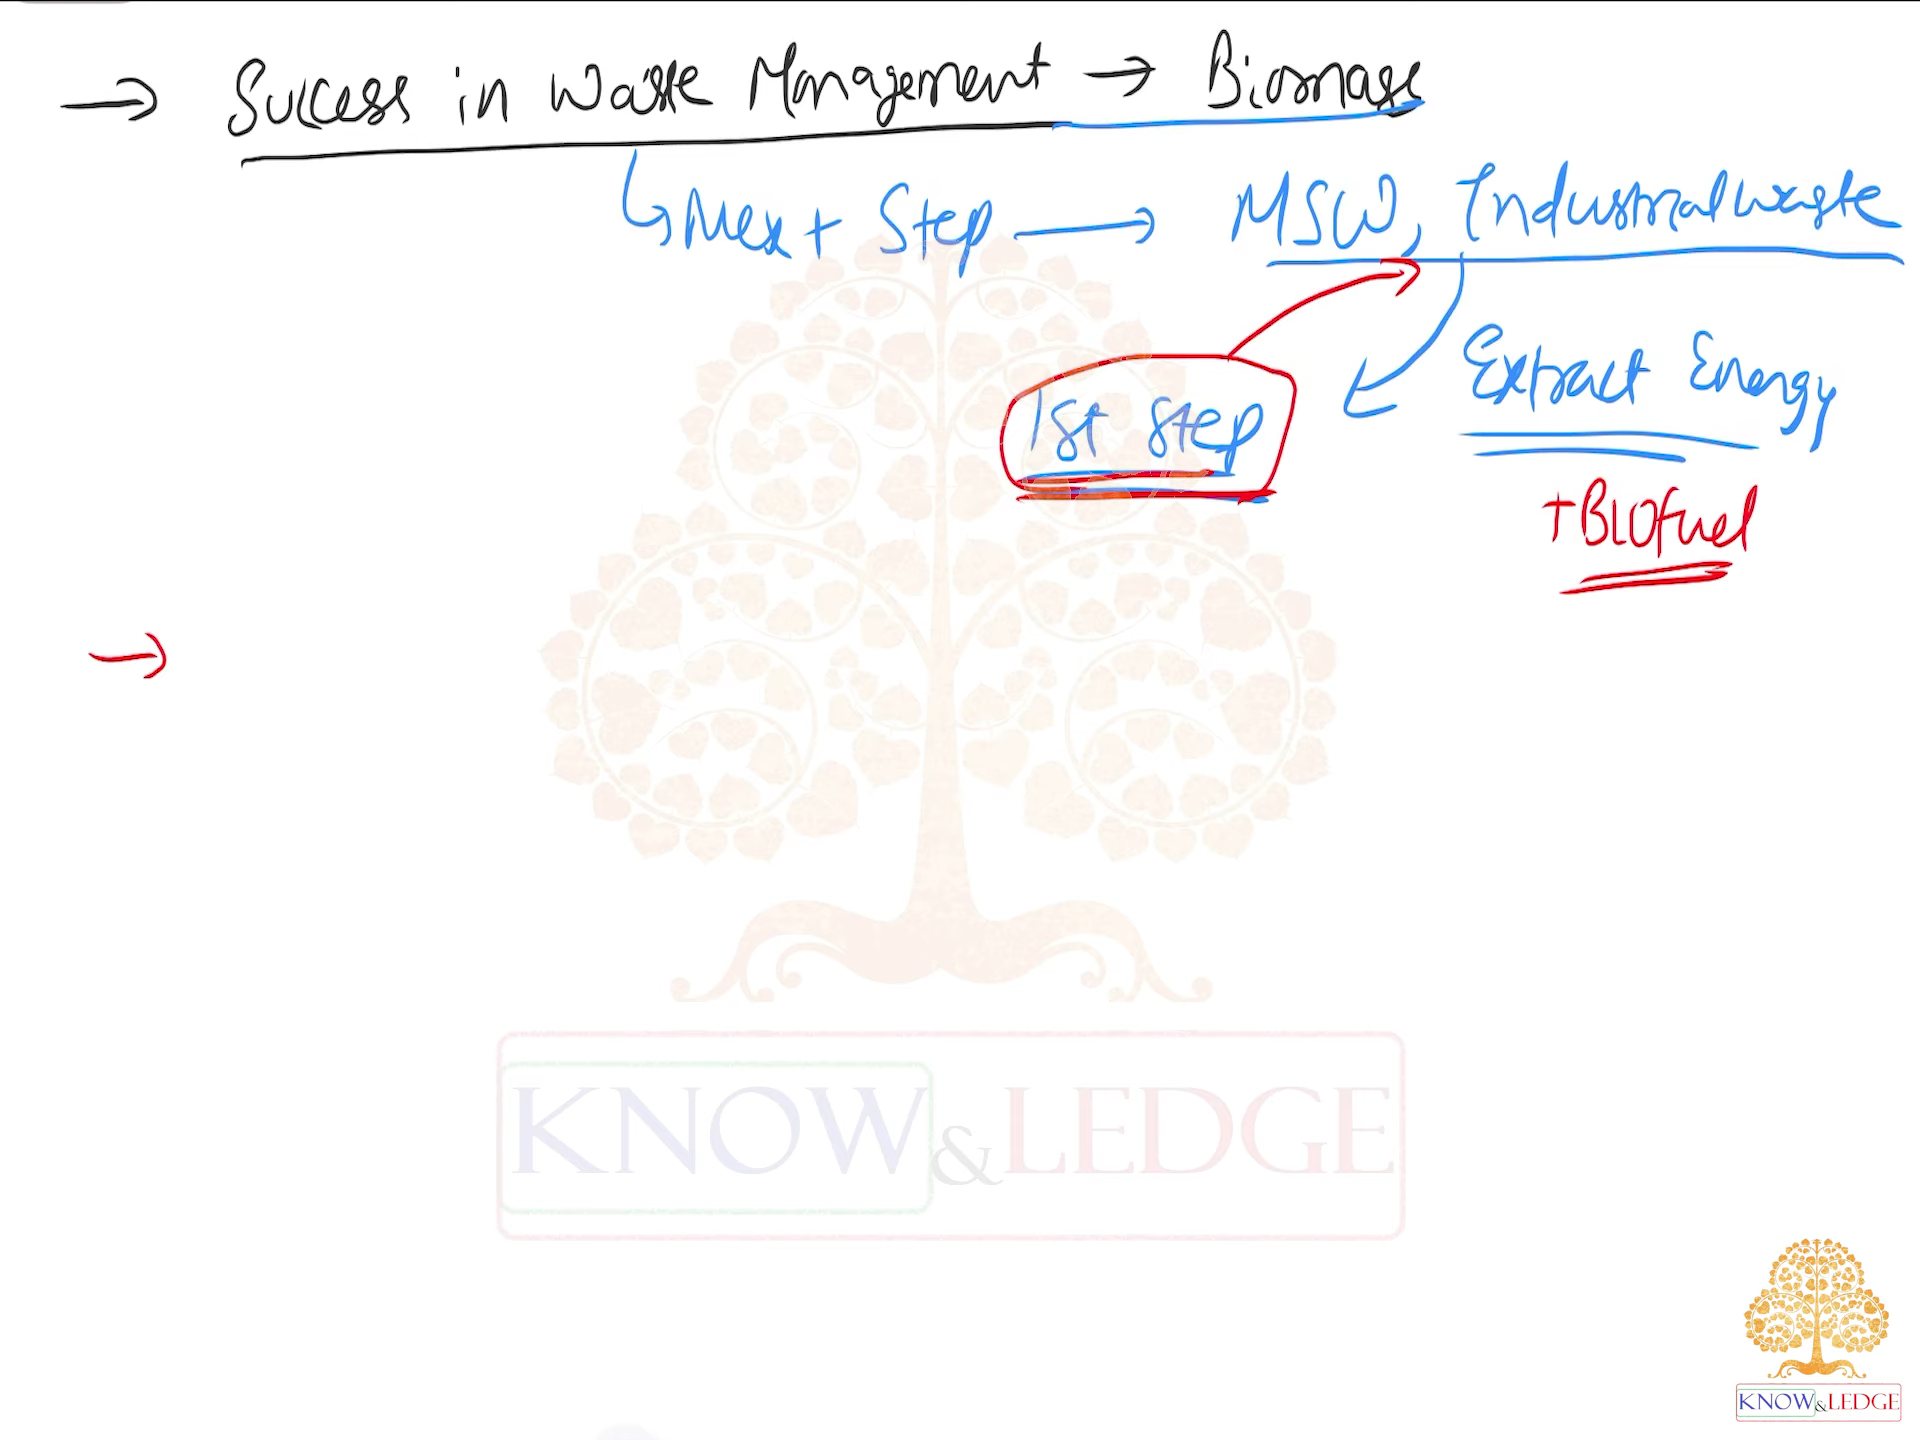 → Success in Waste Management → Biomass
↳ Next Step → MSW, Industrial waste
Extract Energy
1st Step
+ Biofuel
→
KNOW&LEDGE
KNOW&LEDGE